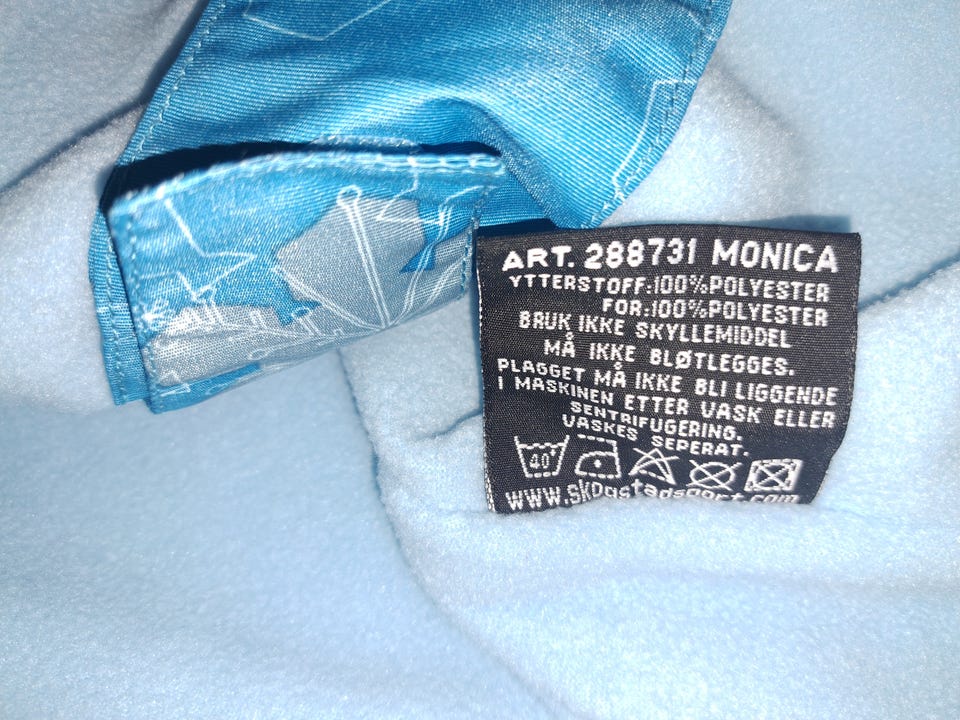 ART. 288731 MONICA
YTTERSTOFF:100%POLYESTER
FOR:100%POLYESTER
BRUK IKKE SKYLLEMIDDEL
MÅ IKKE BLØTLEGGES.
PLAGGET MÅ IKKE BLI LIGGENDE
I MASKINEN ETTER VASK ELLER
SENTRIFUGERING.
VASKES SEPERAT.
40°
www.skogstadsport.com